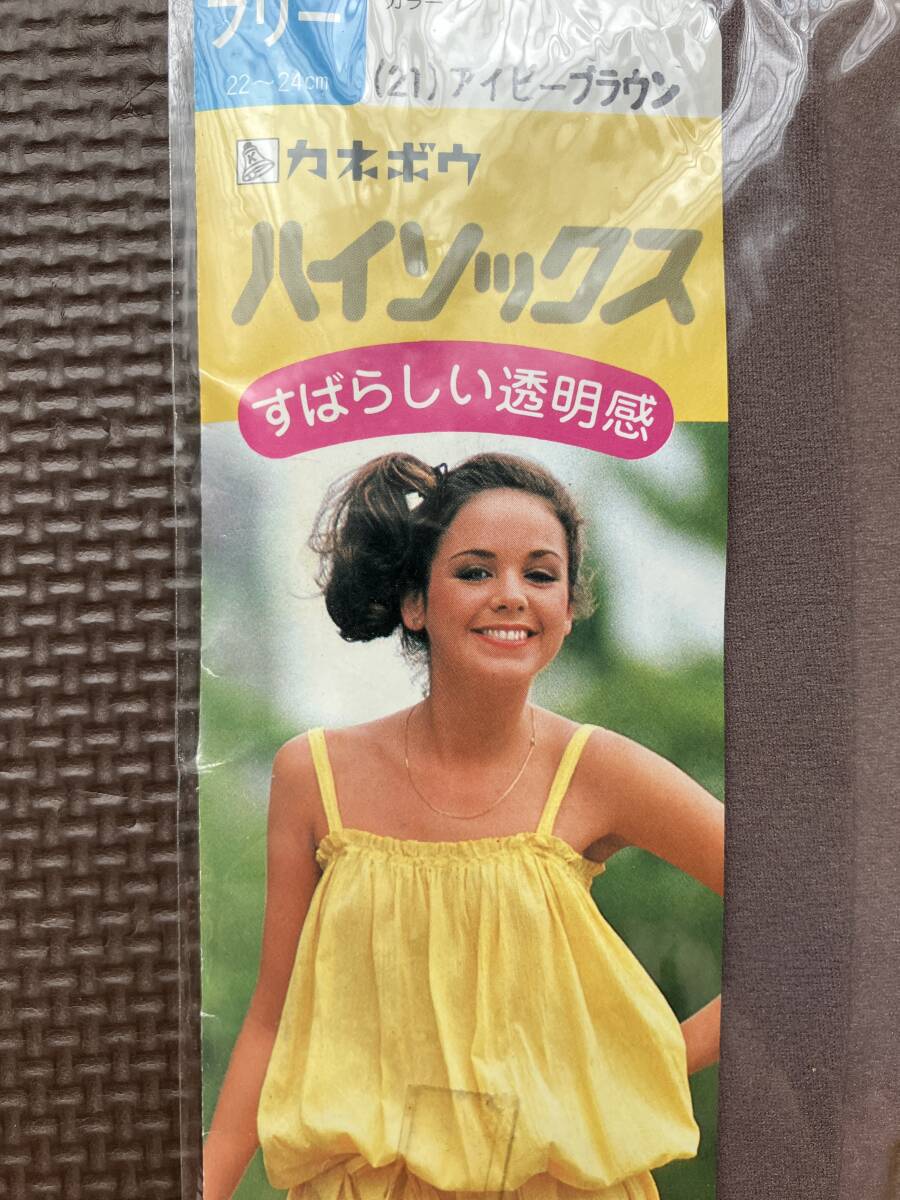 フリー
カラー
22～24cm
(21)アイビーブラウン
カネボウ
ハイソックス
すばらしい透明感